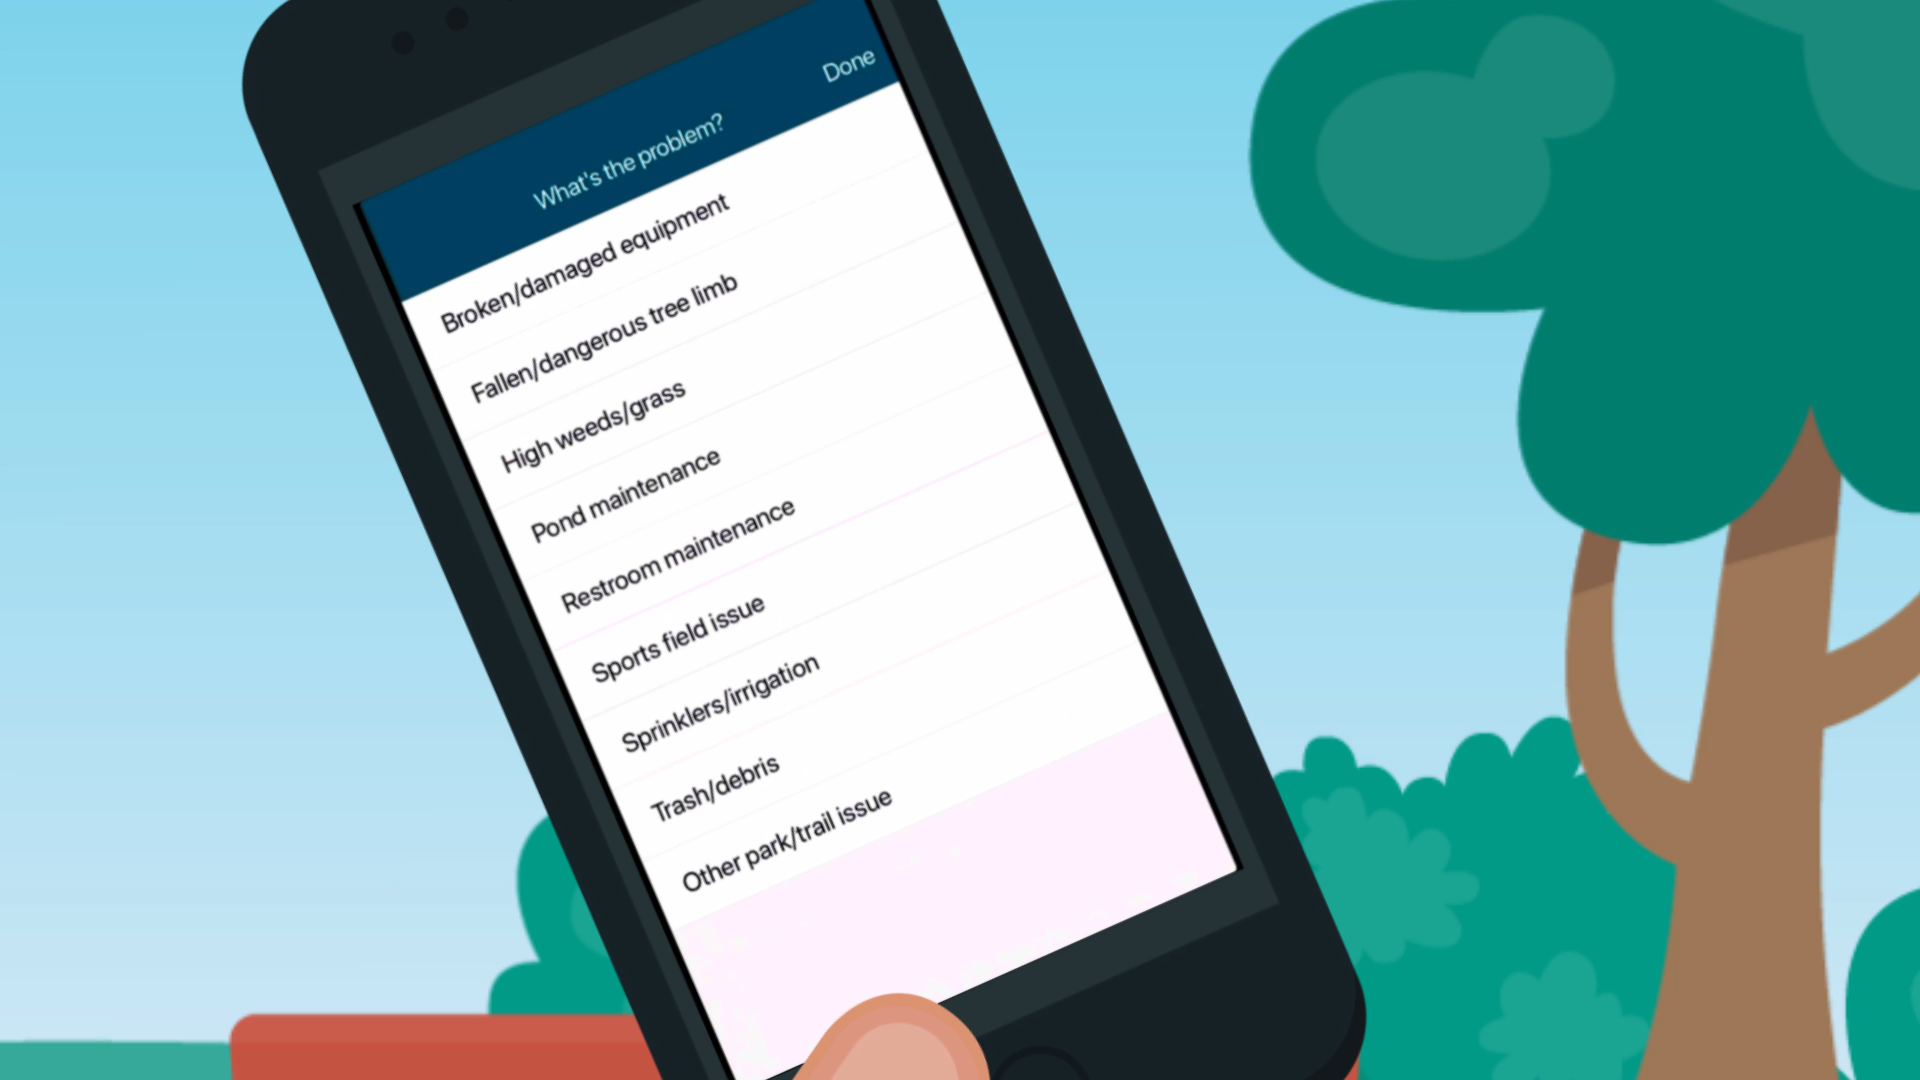 Done
What's the problem?
Broken/damaged equipment
Fallen/dangerous tree limb
High weeds/grass
Pond maintenance
Restroom maintenance
Sports field issue
Sprinklers/irrigation
Trash/debris
Other park/trail issue